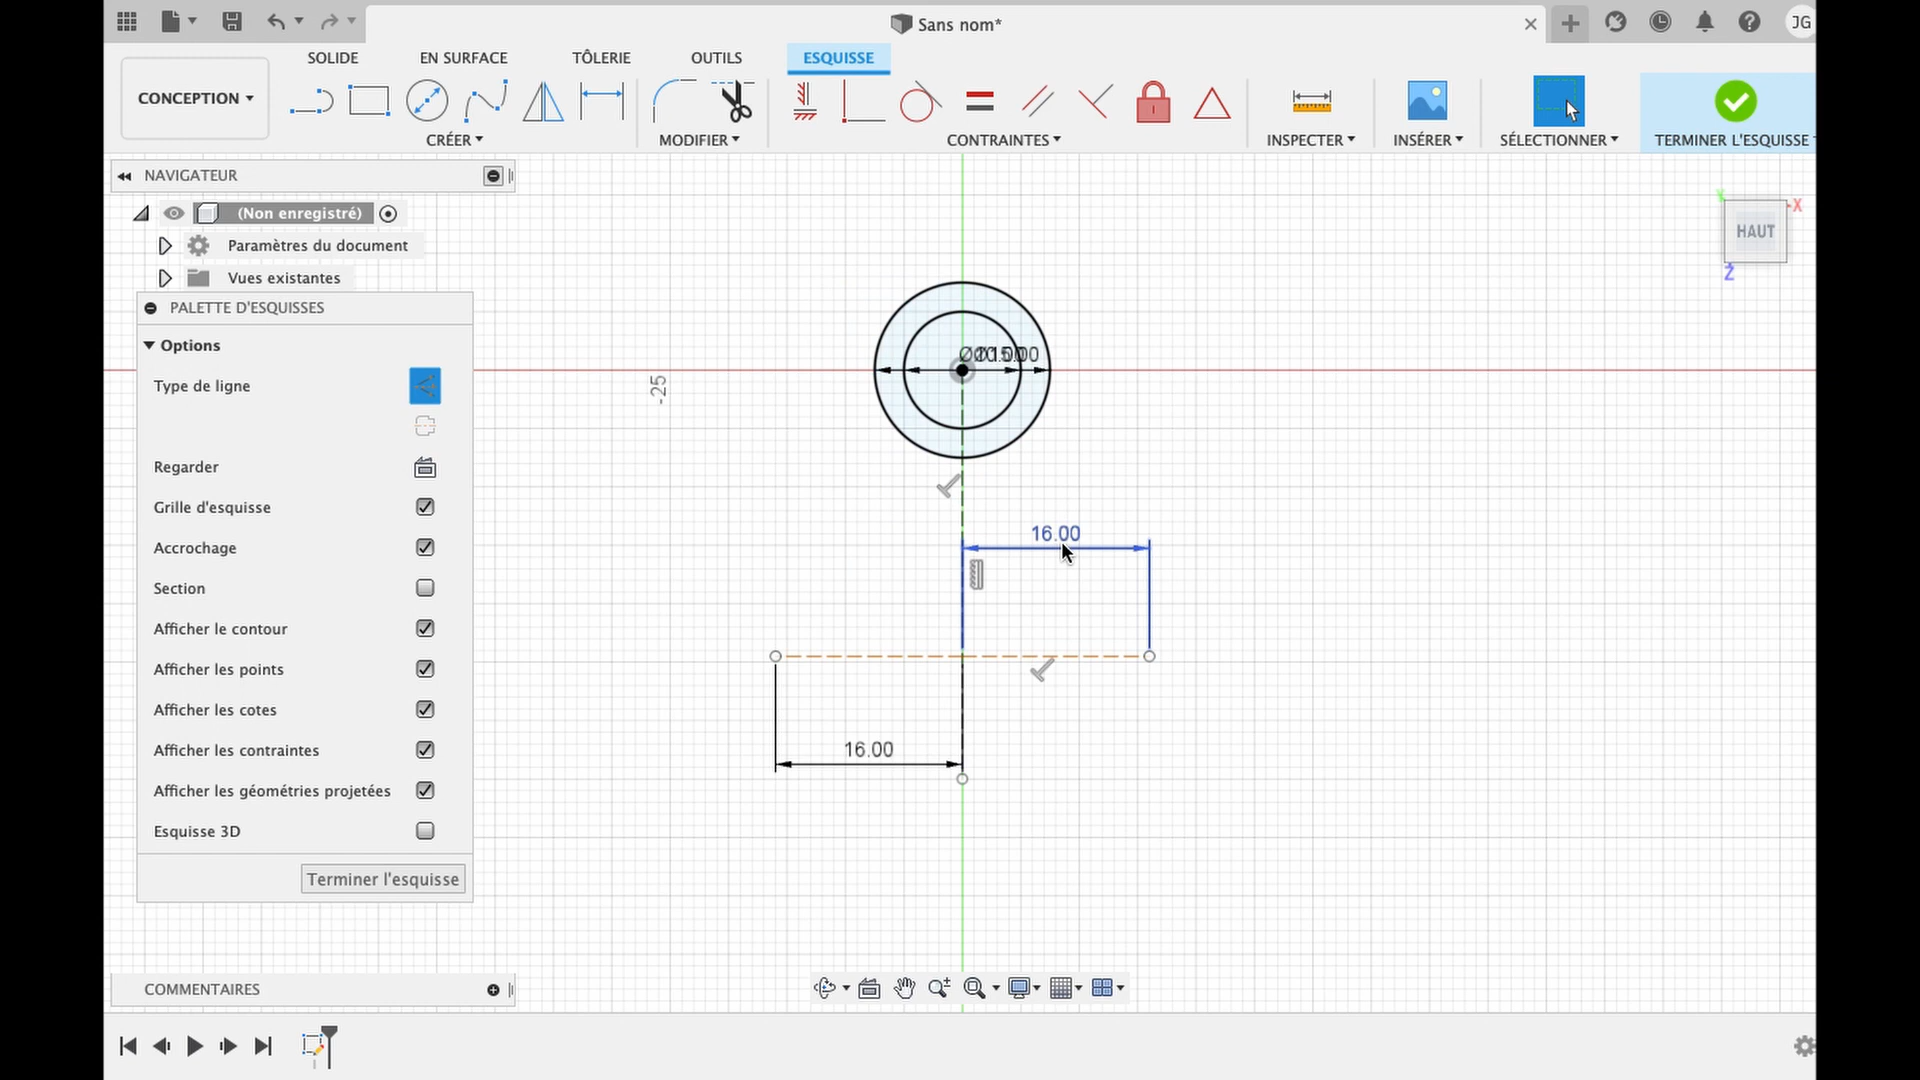 Sans nom*
JG
SOLIDE
EN SURFACE
TÔLERIE
OUTILS
ESQUISSE
CONCEPTION
CRÉER
MODIFIER
CONTRAINTES
INSPECTER
INSÉRER
SÉLECTIONNER
TERMINER L'ESQUISSE
NAVIGATEUR
(Non enregistré)
Paramètres du document
Vues existantes
PALETTE D'ESQUISSES
Options
Type de ligne
Regarder
Grille d'esquisse
Accrochage
Section
Afficher le contour
Afficher les points
Afficher les cotes
Afficher les contraintes
Afficher les géométries projetées
Esquisse 3D
Terminer l'esquisse
Y
X
HAUT
Z
-25
16.00
16.00
COMMENTAIRES